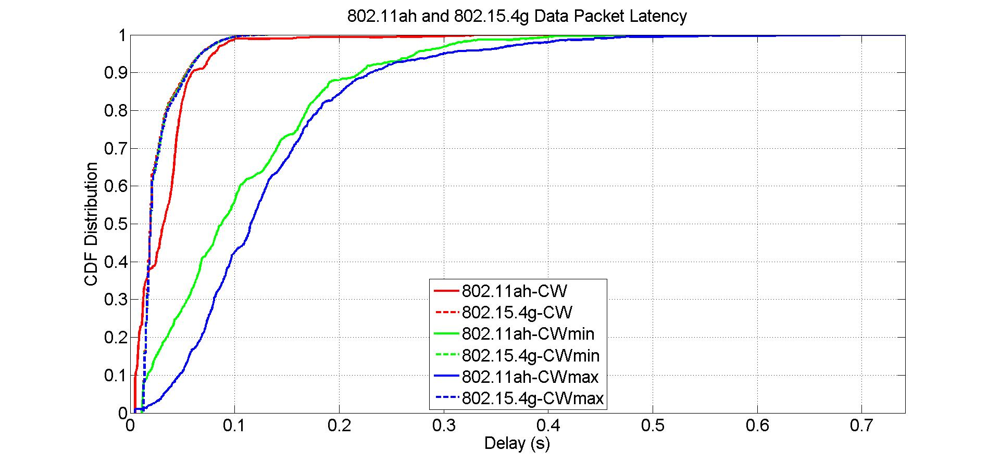 802.11ah and 802.15.4g Data Packet Latency
1
0.9
0.8
0.7
0.6
0.5
0.4
0.3
0.2
0.1
0
CDF Distribution
802.11ah-CW
802.15.4g-CW
802.11ah-CWmin
802.15.4g-CWmin
802.11ah-CWmax
802.15.4g-CWmax
0 0.1 0.2 0.3 0.4 0.5 0.6 0.7
Delay (s)